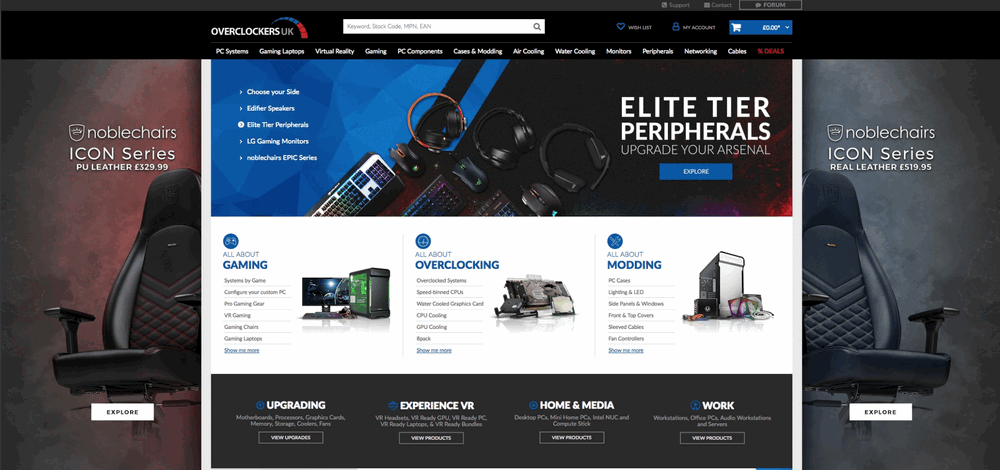 Support
Contact
FORUM
OVERCLOCKERS UK
Keyword, Stock Code, MPN, EAN
WISH LIST
MY ACCOUNT
£0.00*
PC Systems
Gaming Laptops
Virtual Reality
Gaming
PC Components
Cases & Modding
Air Cooling
Water Cooling
Monitors
Peripherals
Networking
Cables
% DEALS
noblechairs
ICON Series
PU LEATHER £329.99
EXPLORE
Choose your Side
Edifier Speakers
Elite Tier Peripherals
LG Gaming Monitors
noblechairs EPIC Series
ELITE TIER
PERIPHERALS
UPGRADE YOUR ARSENAL
EXPLORE
noblechairs
ICON Series
REAL LEATHER £519.95
EXPLORE
ALL ABOUT
GAMING
Systems by Game
Configure your custom PC
Pro Gaming Gear
VR Gaming
Gaming Chairs
Gaming Laptops
Show me more
ALL ABOUT
OVERCLOCKING
Overclocked Systems
Speed-binned CPUs
Water Cooled Graphics Card
CPU Cooling
GPU Cooling
8pack
Show me more
ALL ABOUT
MODDING
PC Cases
Lighting & LED
Side Panels & Windows
Front & Top Covers
Sleeved Cables
Fan Controllers
Show me more
UPGRADING
Motherboards, Processors, Graphics Cards,
Memory, Storage, Coolers, Fans
VIEW UPGRADES
EXPERIENCE VR
VR Headsets, VR Ready GPU, VR Ready PC,
VR Ready Laptops, & VR Ready Bundles
VIEW PRODUCTS
HOME & MEDIA
Desktop PCs, Mini Home PCs, Intel NUC and
Compute Stick
VIEW PRODUCTS
WORK
Workstations, Office PCs, Audio Workstations
and Servers
VIEW PRODUCTS